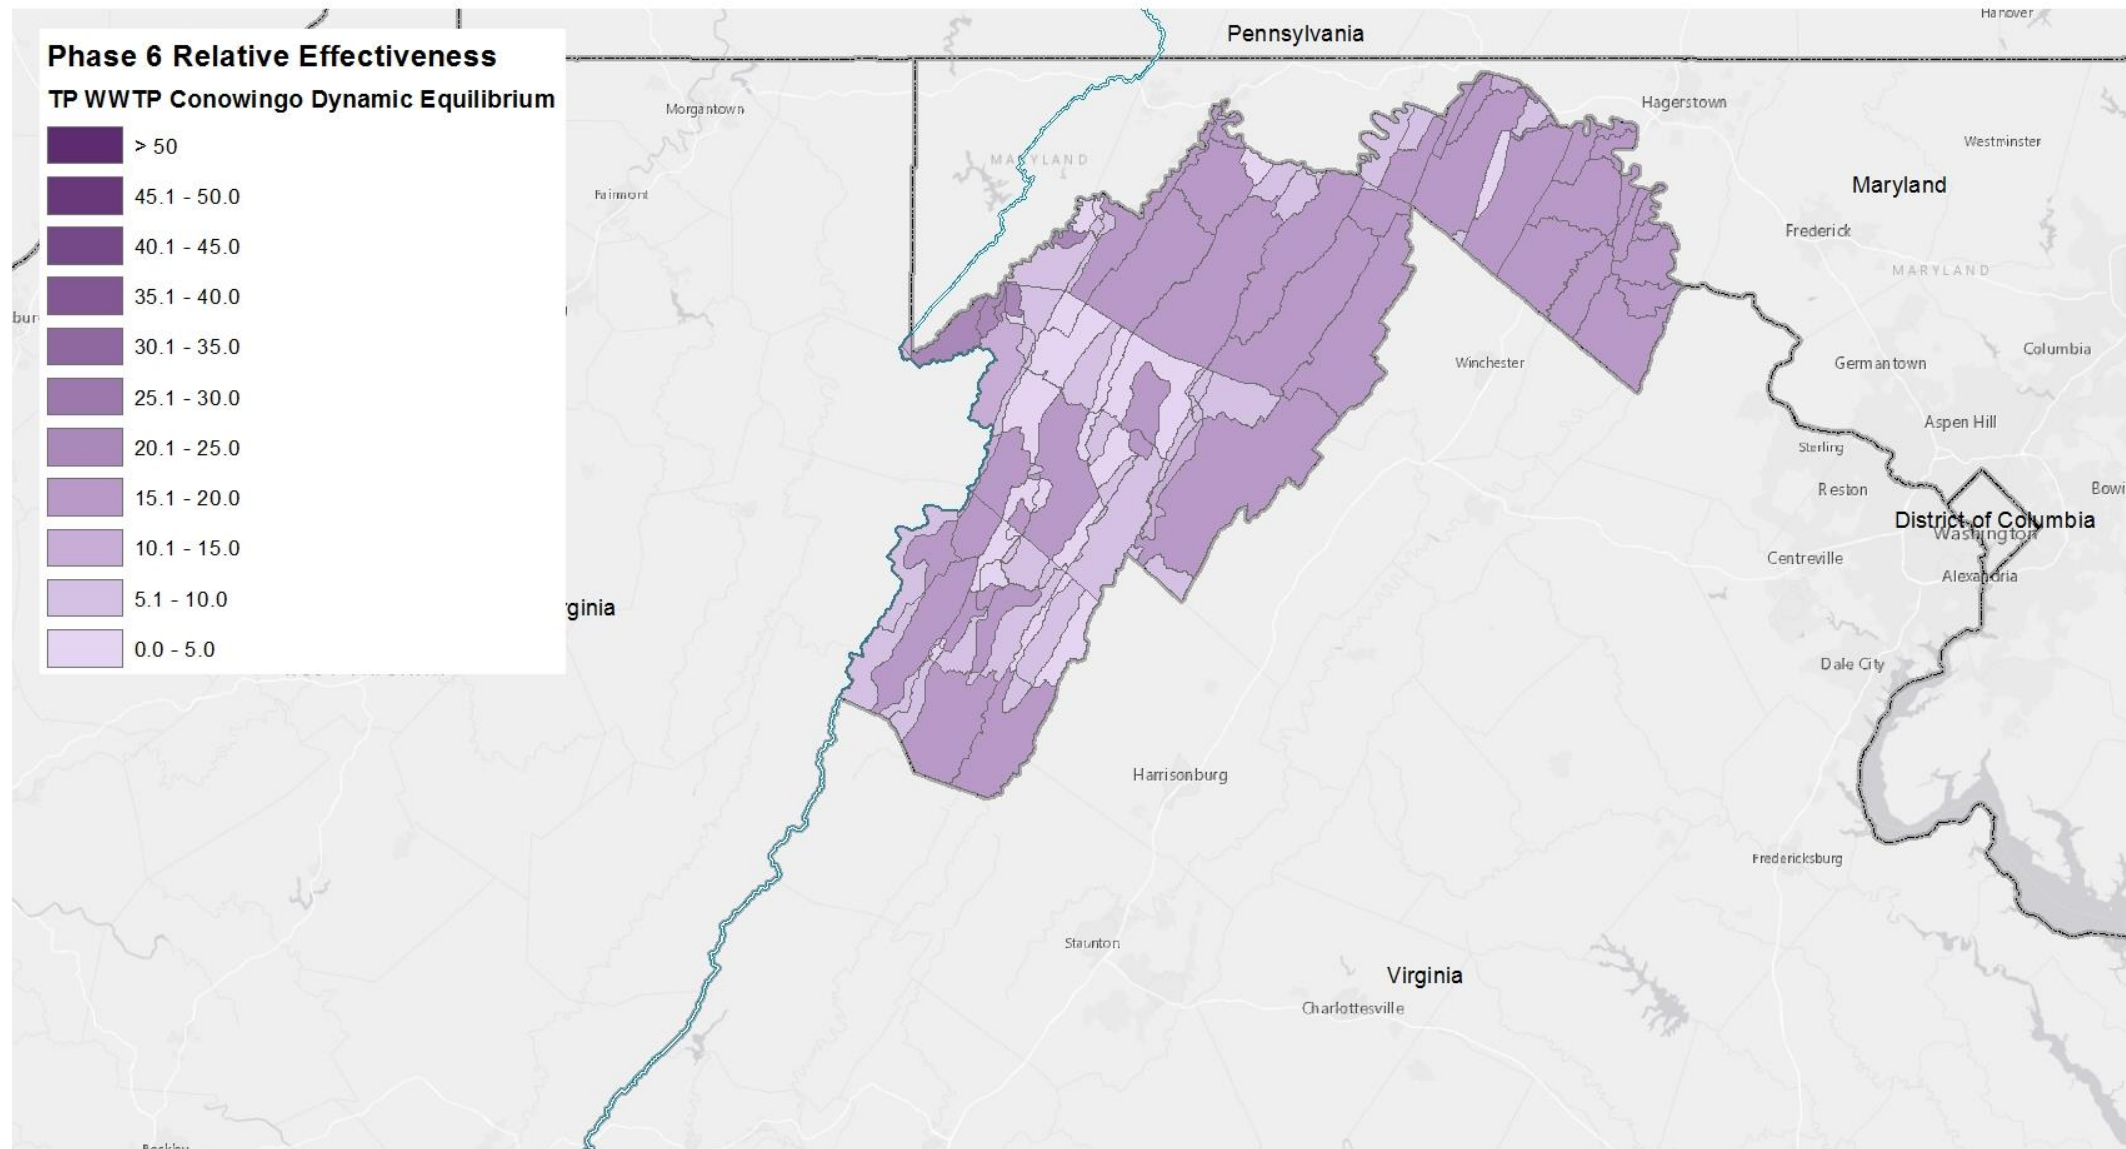 Hanover
Pennsylvania
Phase 6 Relative Effectiveness
TP WWTP Conowingo Dynamic Equilibrium
> 50
45.1 - 50.0
40.1 - 45.0
35.1 - 40.0
30.1 - 35.0
25.1 - 30.0
20.1 - 25.0
15.1 - 20.0
10.1 - 15.0
5.1 - 10.0
0.0 - 5.0
Morgantown
Hagerstown
Westminster
MARYLAND
Fairmont
Maryland
Frederick
MARYLAND
bur
Winchester
Germantown
Columbia
Aspen Hill
Sterling
Reston
Bowi
District of Columbia
Washington
Centreville
Alexandria
rginia
Dale City
Harrisonburg
Fredericksburg
Staunton
Virginia
Charlottesville